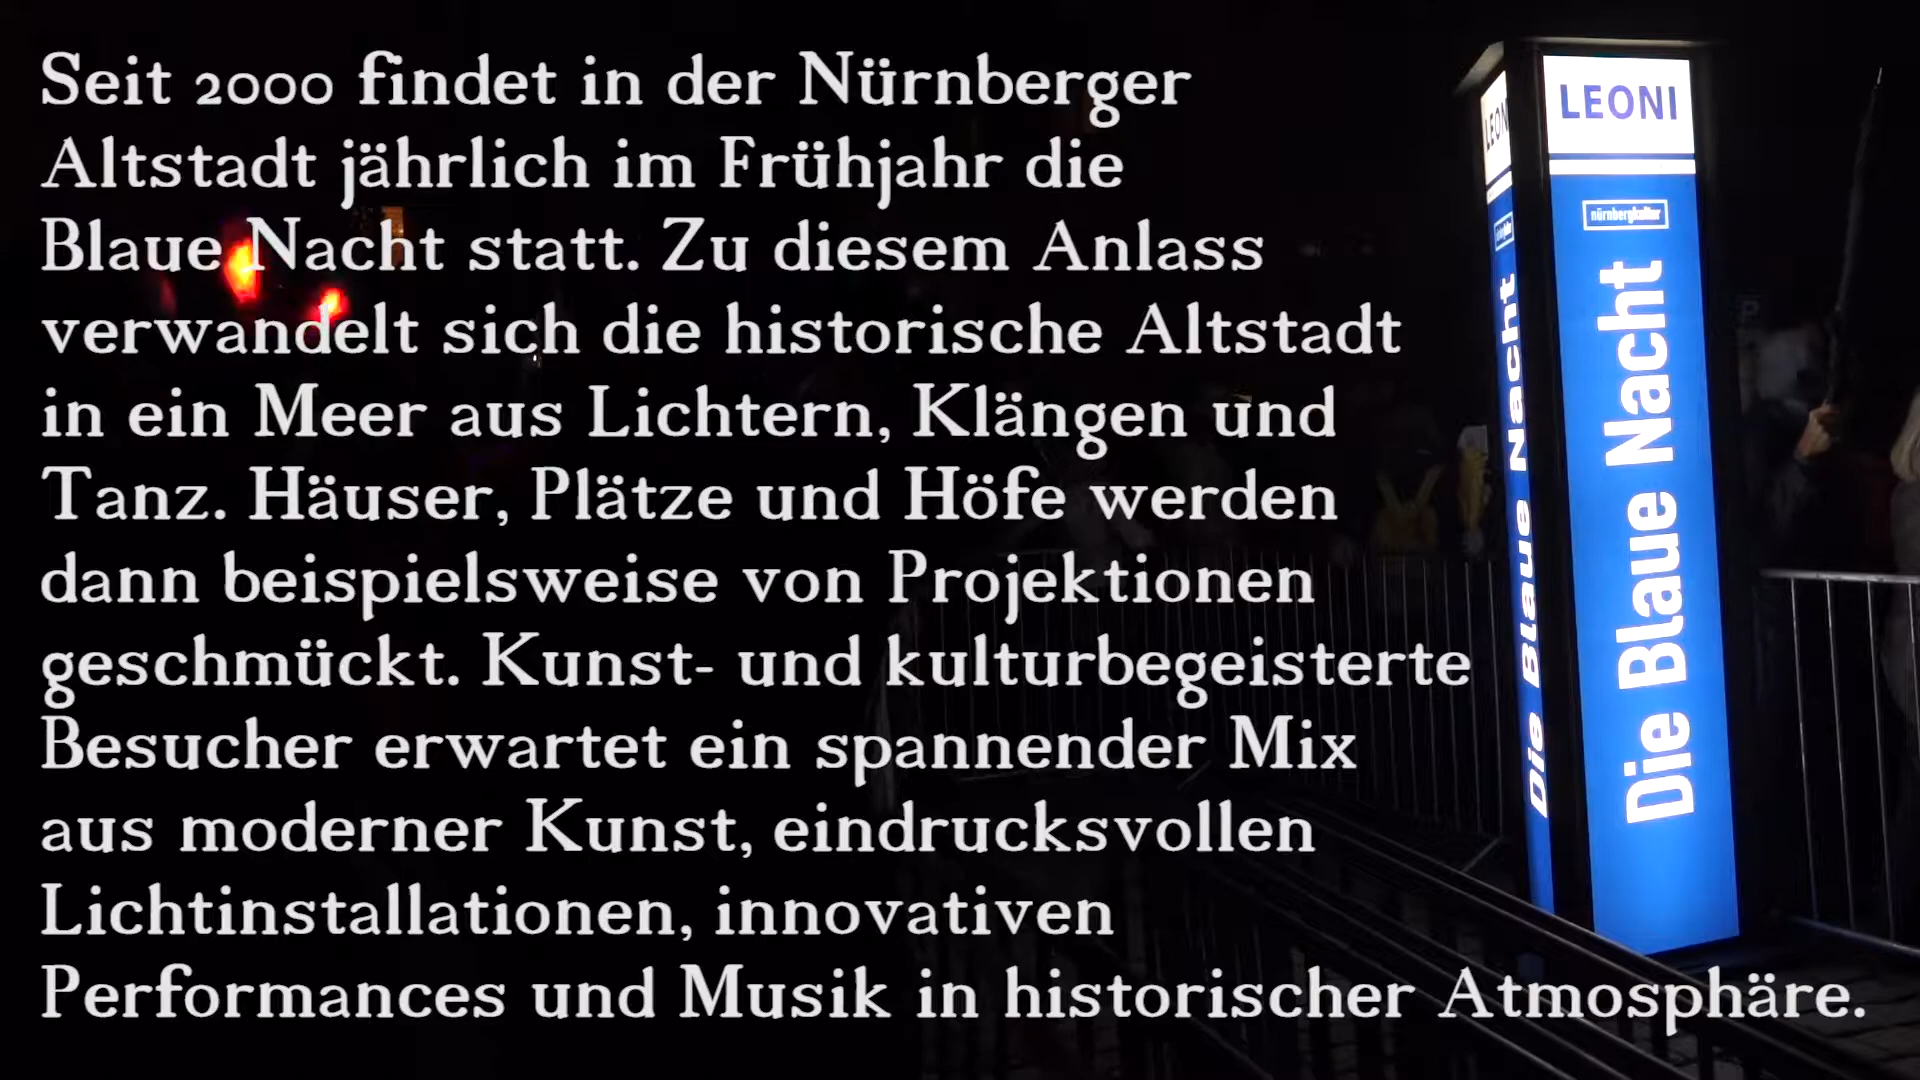 Seit 2000 findet in der Nürnberger
Altstadt jährlich im Frühjahr die
Blaue Nacht statt. Zu diesem Anlass
verwandelt sich die historische Altstadt
in ein Meer aus Lichtern, Klängen und
Tanz. Häuser, Plätze und Höfe werden
dann beispielsweise von Projektionen
geschmückt. Kunst- und kulturbegeisterte
Besucher erwartet ein spannender Mix
aus moderner Kunst, eindrucksvollen
Lichtinstallationen, innovativen
Performances und Musik in historischer Atmosphäre.
LEON
Die Blaue Nacht
LEONI
nürnbergkultur
Die Blaue Nacht